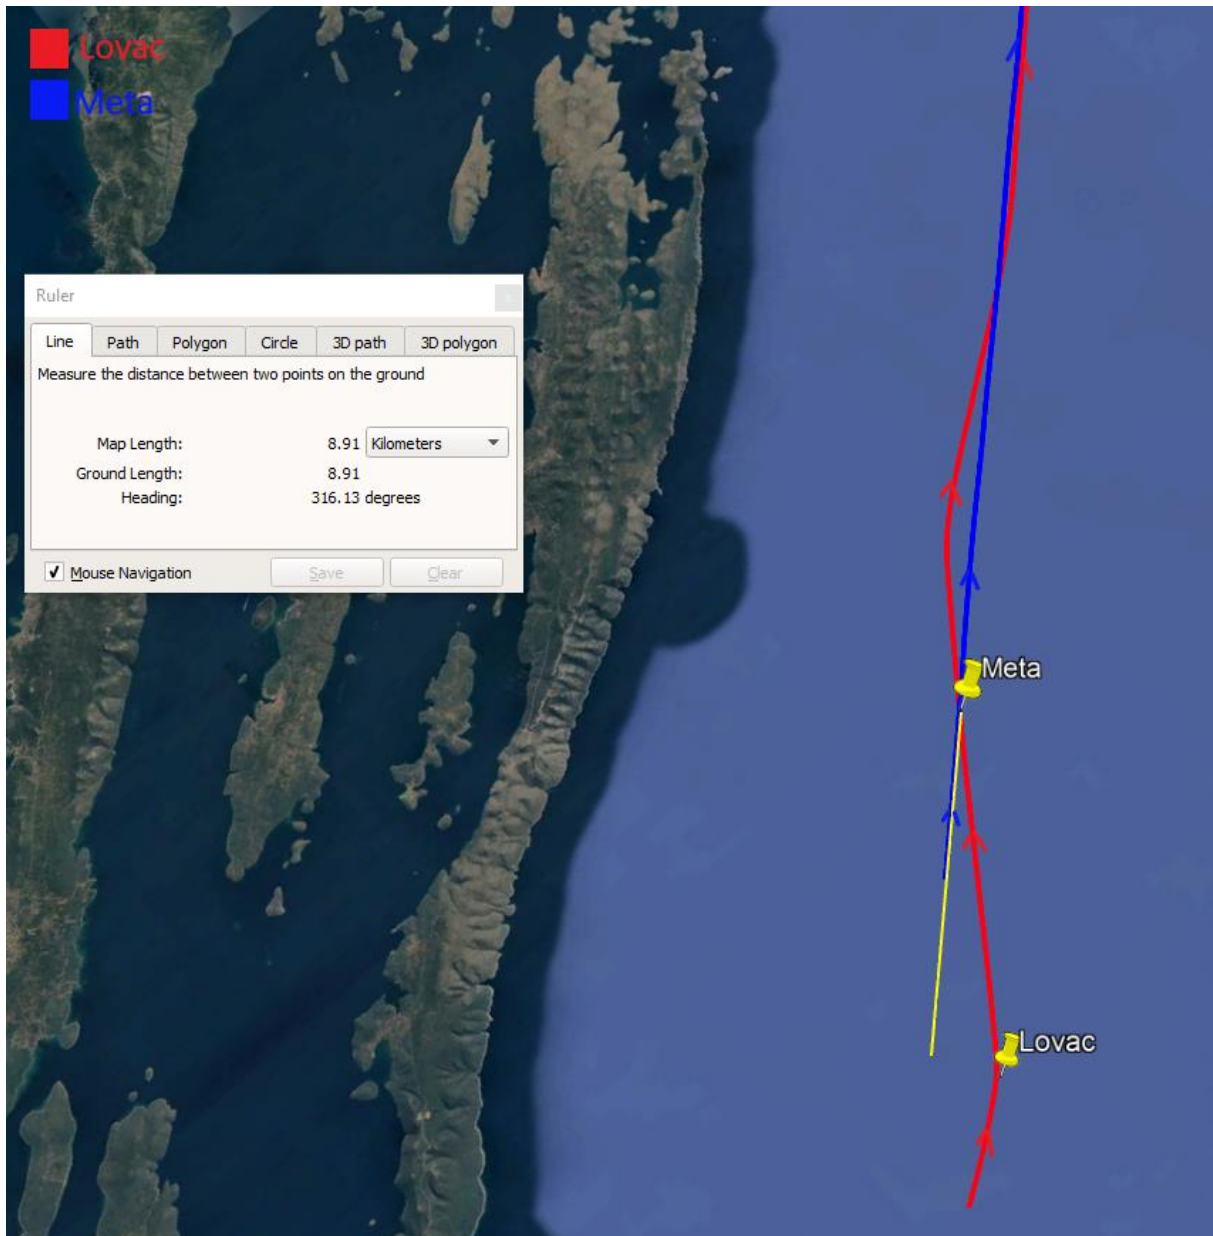 Lovac
Meta
Ruler
Line Path Polygon Circle 3D path 3D polygon
Measure the distance between two points on the ground
Map Length: 8.91 Kilometers
Ground Length: 8.91
Heading: 316.13 degrees
Mouse Navigation Save Clear
Meta
Lovac